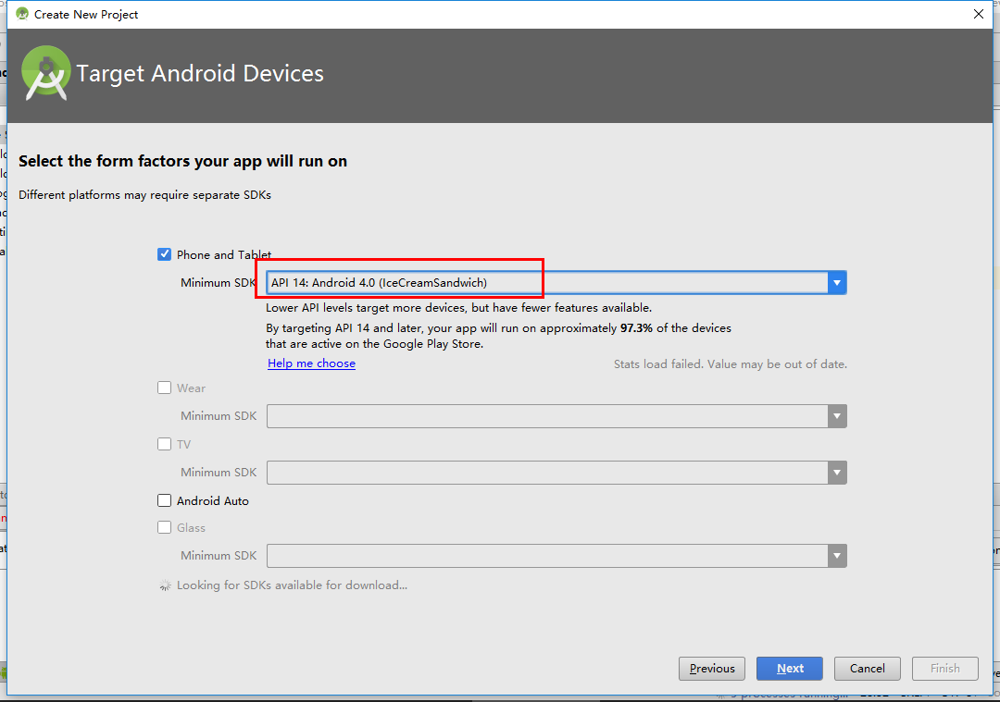 Create New Project
Target Android Devices
Select the form factors your app will run on
Different platforms may require separate SDKs
Phone and Tablet
Minimum SDK API 14: Android 4.0 (IceCreamSandwich)
Lower API levels target more devices, but have fewer features available.
By targeting API 14 and later, your app will run on approximately 97.3% of the devices
that are active on the Google Play Store.
Help me choose Stats load failed. Value may be out of date.
Wear
Minimum SDK
TV
Minimum SDK
Android Auto
Glass
Minimum SDK
Looking for SDKs available for download...
Previous Next Cancel Finish